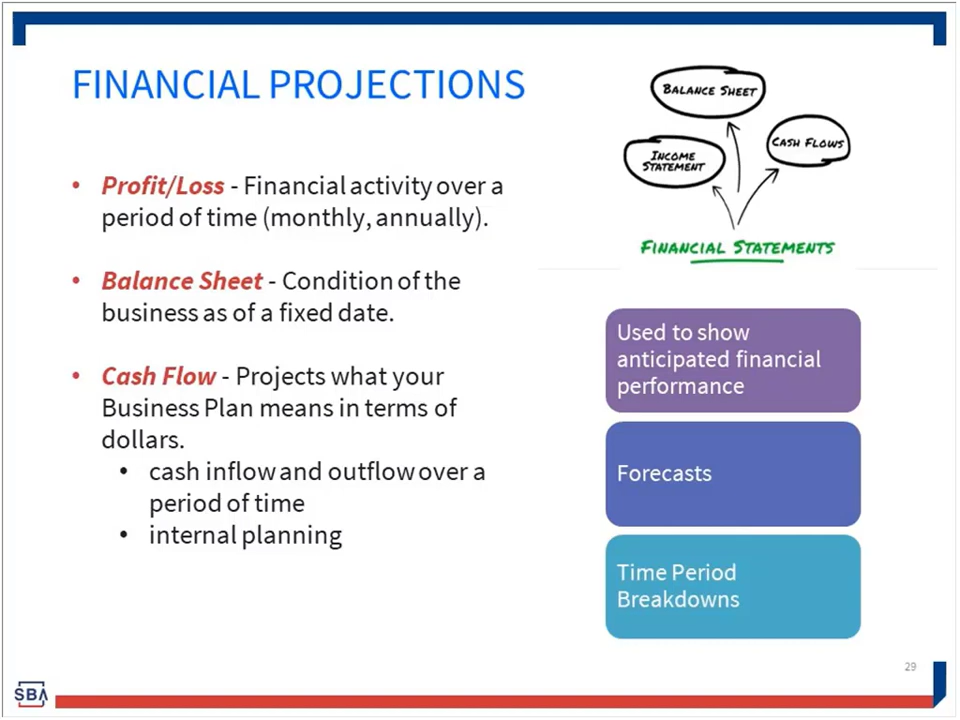 FINANCIAL PROJECTIONS
• Profit/Loss - Financial activity over a
period of time (monthly, annually).
• Balance Sheet - Condition of the
business as of a fixed date.
• Cash Flow - Projects what your
Business Plan means in terms of
dollars.
• cash inflow and outflow over a
period of time
• internal planning
BALANCE SHEET
CASH FLOWS
INCOME
STATEMENT
FINANCIAL STATEMENTS
Used to show
anticipated financial
performance
Forecasts
Time Period
Breakdowns
29
SBA